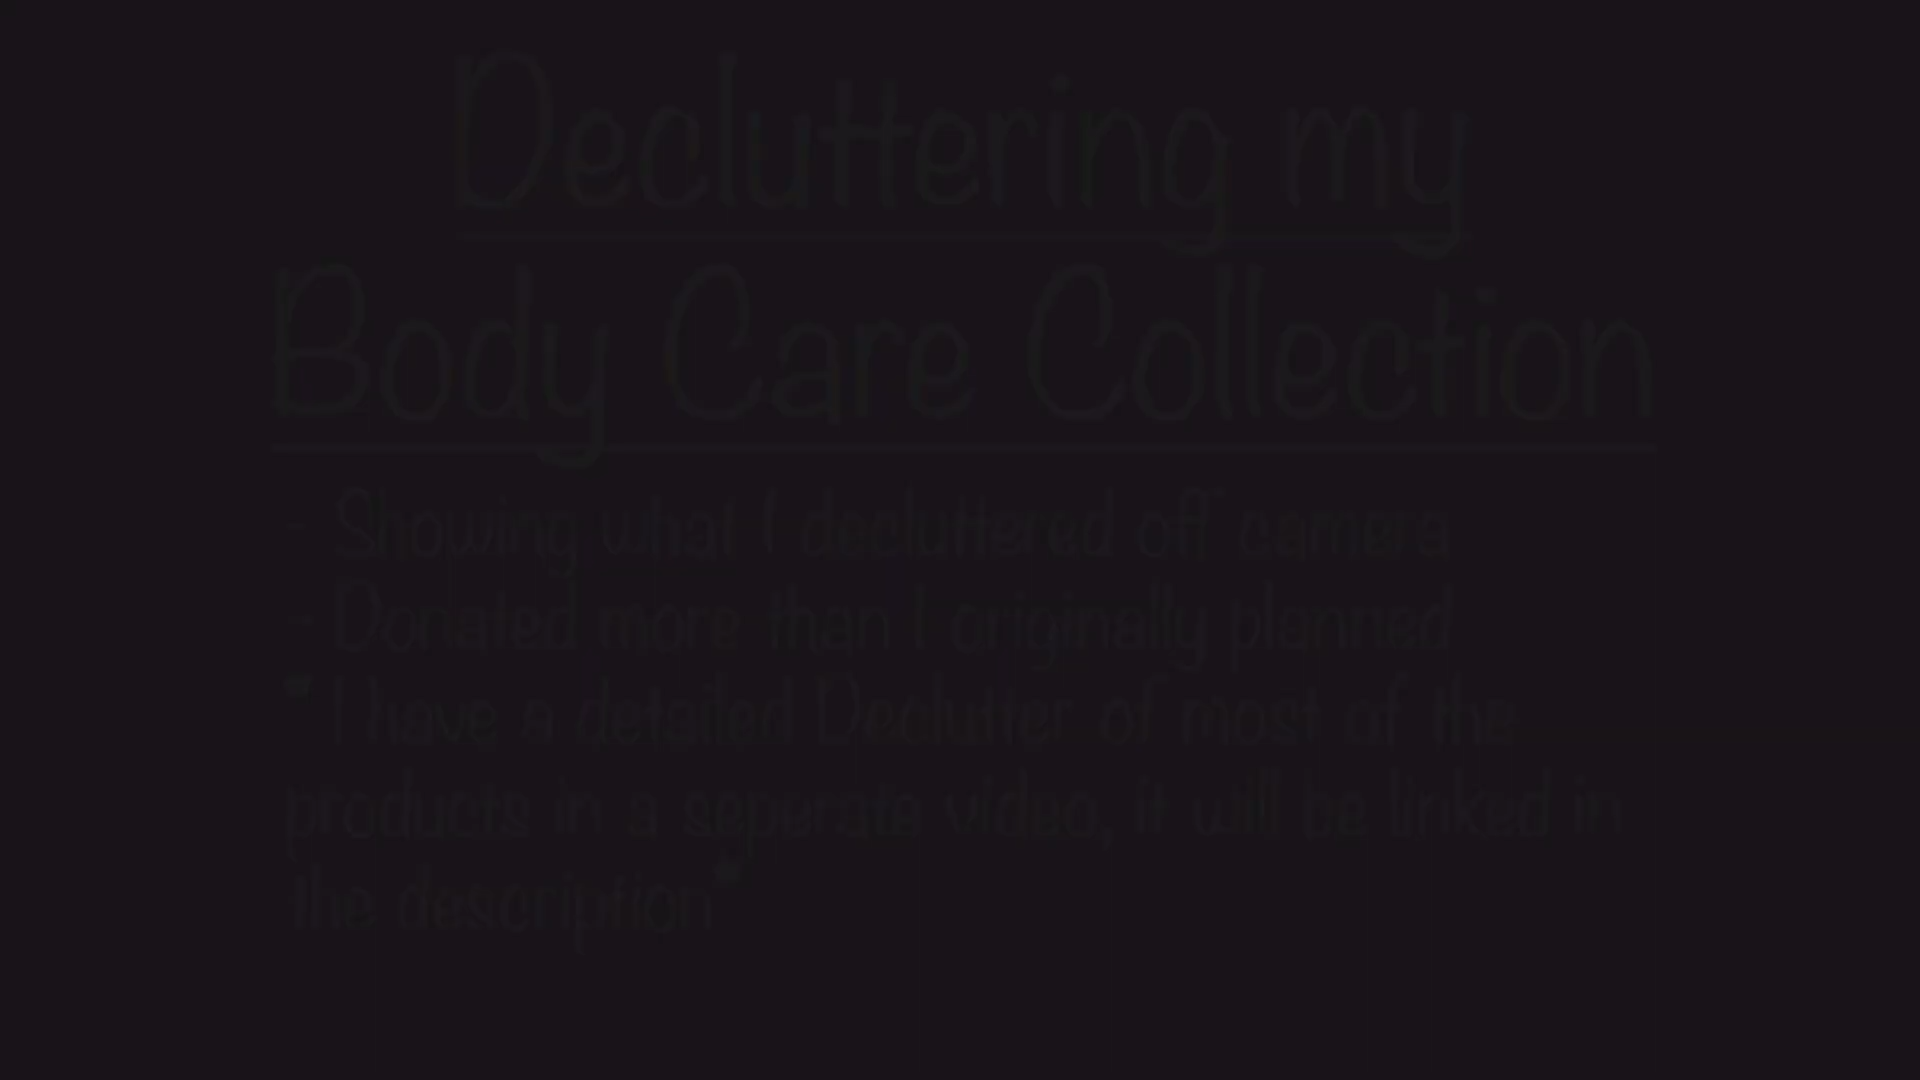 Decluttering my
Body Care Collection
- Showing what I decluttered off camera
- Donated more than I originally planned
* I have a detailed Declutter of most of the
products in a seperate video, it will be linked in
the description*